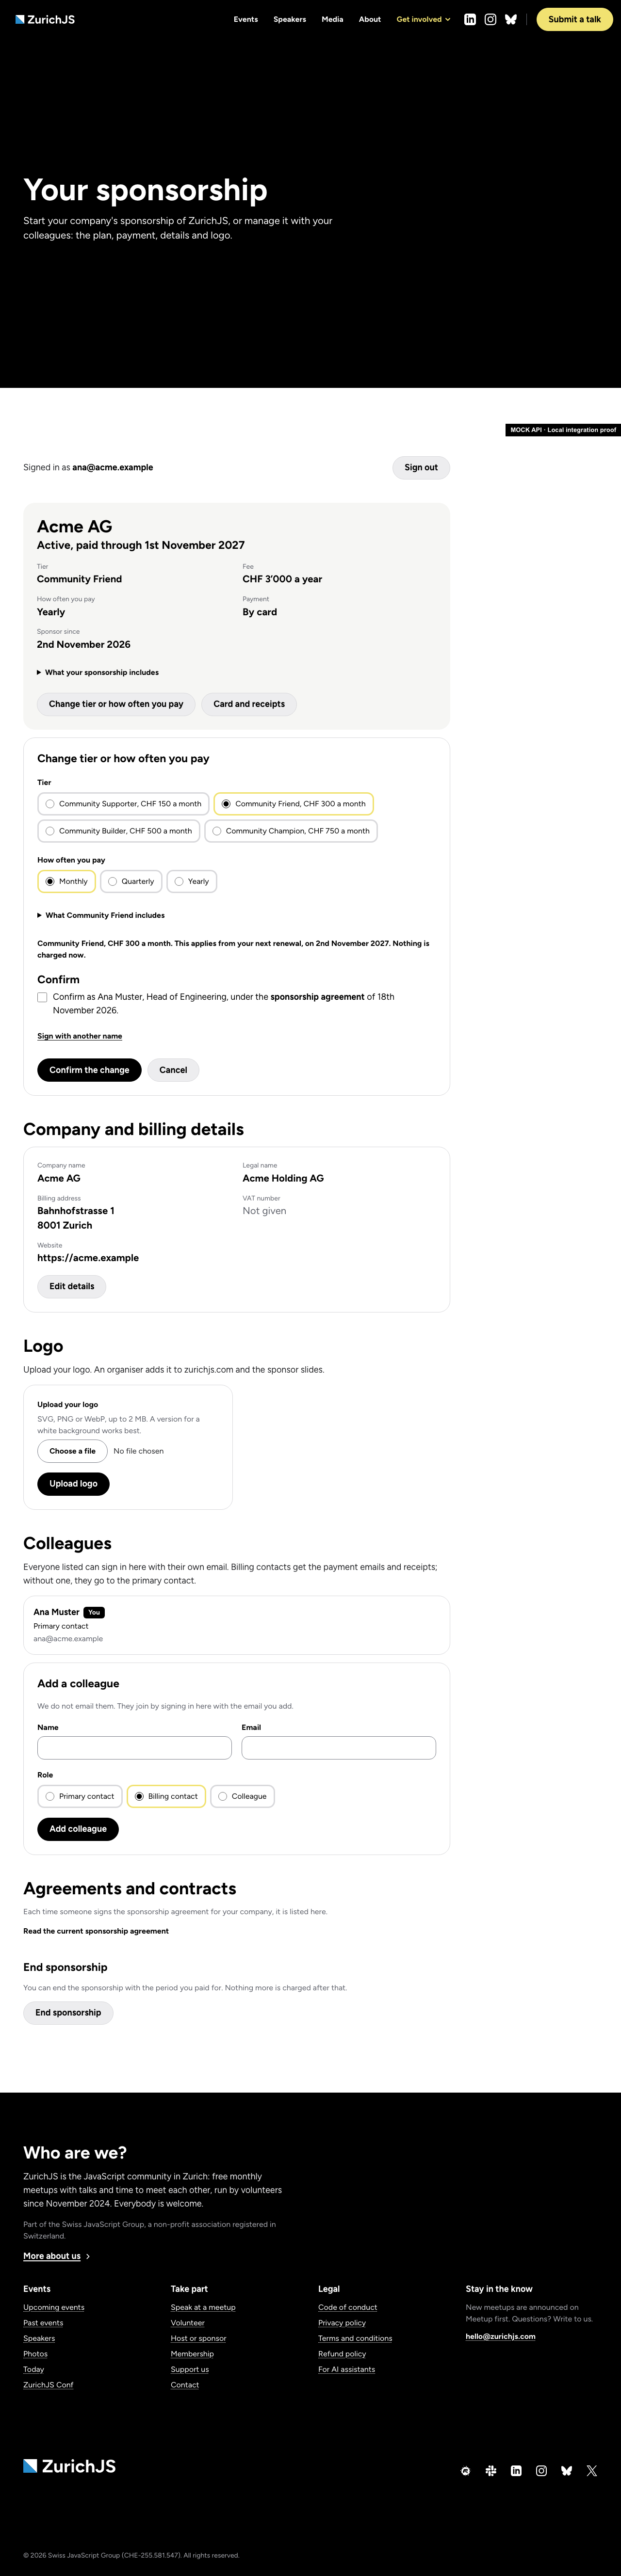 ZurichJS
Events
Speakers
Media
About
Get involved
Submit a talk
Your sponsorship
Start your company's sponsorship of ZurichJS, or manage it with your
colleagues: the plan, payment, details and logo.
MOCK API · Local integration proof
Signed in as ana@acme.example
Sign out
Acme AG
Active, paid through 1st November 2027
Tier
Community Friend
Fee
CHF 3'000 a year
How often you pay
Yearly
Payment
By card
Sponsor since
2nd November 2026
What your sponsorship includes
Change tier or how often you pay
Card and receipts
Change tier or how often you pay
Tier
Community Supporter, CHF 150 a month
Community Friend, CHF 300 a month
Community Builder, CHF 500 a month
Community Champion, CHF 750 a month
How often you pay
Monthly
Quarterly
Yearly
What Community Friend includes
Community Friend, CHF 300 a month. This applies from your next renewal, on 2nd November 2027. Nothing is
charged now.
Confirm
Confirm as Ana Muster, Head of Engineering, under the sponsorship agreement of 18th
November 2026.
Sign with another name
Confirm the change
Cancel
Company and billing details
Company name
Acme AG
Legal name
Acme Holding AG
Billing address
Bahnhofstrasse 1
8001 Zurich
VAT number
Not given
Website
https://acme.example
Edit details
Logo
Upload your logo. An organiser adds it to zurichjs.com and the sponsor slides.
Upload your logo
SVG, PNG or WebP, up to 2 MB. A version for a
white background works best.
Choose a file
No file chosen
Upload logo
Colleagues
Everyone listed can sign in here with their own email. Billing contacts get the payment emails and receipts;
without one, they go to the primary contact.
Ana Muster
You
Primary contact
ana@acme.example
Add a colleague
We do not email them. They join by signing in here with the email you add.
Name
Email
Role
Primary contact
Billing contact
Colleague
Add colleague
Agreements and contracts
Each time someone signs the sponsorship agreement for your company, it is listed here.
Read the current sponsorship agreement
End sponsorship
You can end the sponsorship with the period you paid for. Nothing more is charged after that.
End sponsorship
Who are we?
ZurichJS is the JavaScript community in Zurich: free monthly
meetups with talks and time to meet each other, run by volunteers
since November 2024. Everybody is welcome.
Part of the Swiss JavaScript Group, a non-profit association registered in
Switzerland.
More about us
Events
Upcoming events
Past events
Speakers
Photos
Today
ZurichJS Conf
Take part
Speak at a meetup
Volunteer
Host or sponsor
Membership
Support us
Contact
Legal
Code of conduct
Privacy policy
Terms and conditions
Refund policy
For AI assistants
Stay in the know
New meetups are announced on
Meetup first. Questions? Write to us.
hello@zurichjs.com
ZurichJS
© 2026 Swiss JavaScript Group (CHE-255.581.547). All rights reserved.